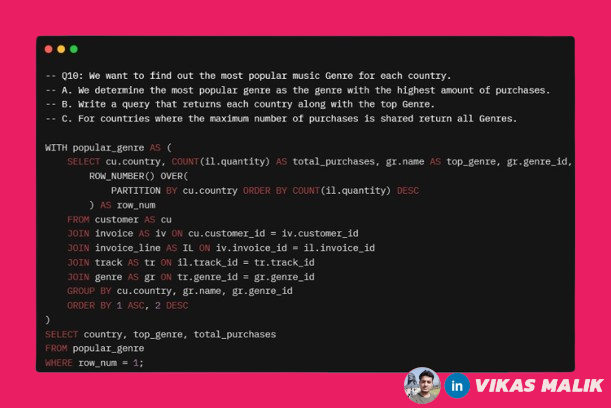 -- Q10: We want to find out the most popular music Genre for each country.
-- A. We determine the most popular genre as the genre with the highest amount of purchases.
-- B. Write a query that returns each country along with the top Genre.
-- C. For countries where the maximum number of purchases is shared return all Genres.
WITH popular_genre AS (
SELECT cu.country, COUNT(il.quantity) AS total_purchases, gr.name AS top_genre, gr.genre_id,
ROW_NUMBER() OVER(
PARTITION BY cu.country ORDER BY COUNT(il.quantity) DESC
) AS row_num
FROM customer AS cu
JOIN invoice AS iv ON cu.customer_id = iv.customer_id
JOIN invoice_line AS IL ON iv.invoice_id = il.invoice_id
JOIN track AS tr ON il.track_id = tr.track_id
JOIN genre AS gr ON tr.genre_id = gr.genre_id
GROUP BY cu.country, gr.name, gr.genre_id
ORDER BY 1 ASC, 2 DESC
)
SELECT country, top_genre, total_purchases
FROM popular_genre
WHERE row_num = 1;
in VIKAS MALIK